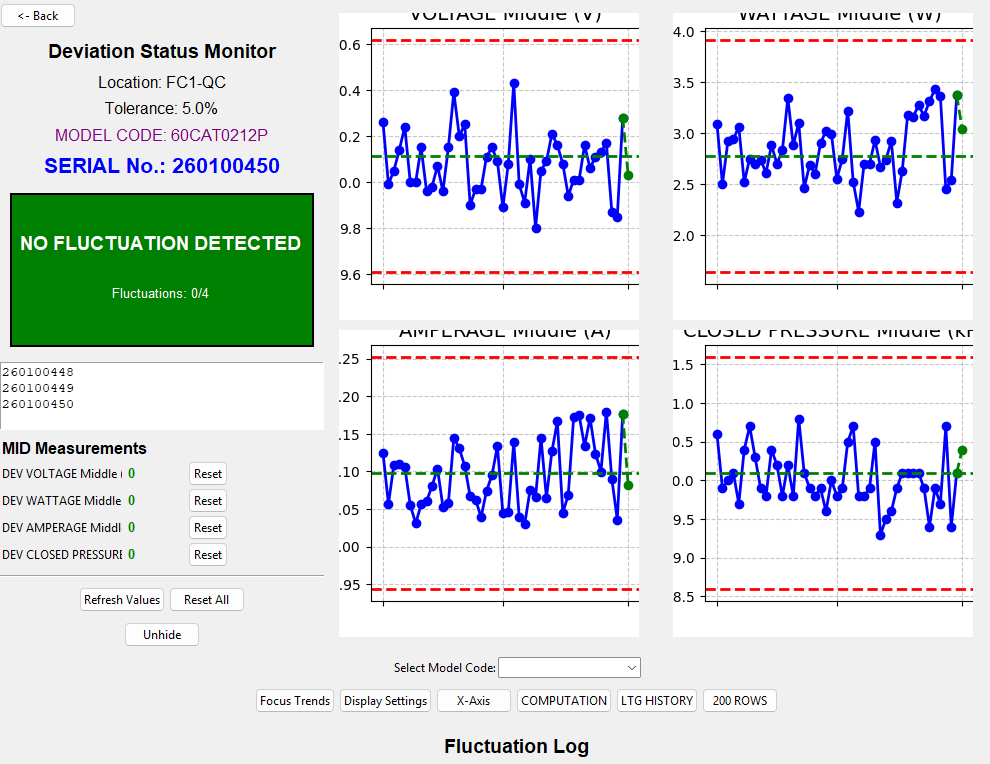 <- Back
Deviation Status Monitor
Location: FC1-QC
Tolerance: 5.0%
MODEL CODE: 60CAT0212P
SERIAL No.: 260100450
NO FLUCTUATION DETECTED
Fluctuations: 0/4
260100448
260100449
260100450
MID Measurements
DEV VOLTAGE Middle ( 0 Reset
DEV WATTAGE Middle 0 Reset
DEV AMPERAGE Middl 0 Reset
DEV CLOSED PRESSURE 0 Reset
Refresh Values Reset All
Unhide
VOLTAGE Middle (V)
0.6
0.4
0.2
0.0
9.8
9.6
WATTAGE Middle (W)
4.0
3.5
3.0
2.5
2.0
AMPERAGE Middle (A)
.25
.20
.15
.10
.05
.00
.95
CLOSED PRESSURE Middle (kP
1.5
1.0
0.5
0.0
9.5
9.0
8.5
Select Model Code:
Focus Trends Display Settings X-Axis COMPUTATION LTG HISTORY 200 ROWS
Fluctuation Log